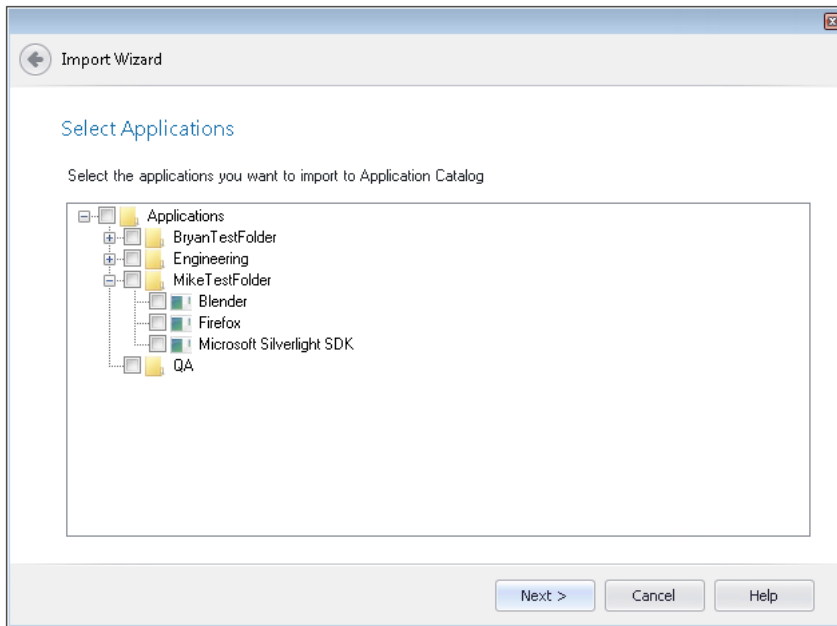 Import Wizard
Select Applications
Select the applications you want to import to Application Catalog
Applications
BryanTestFolder
Engineering
MikeTestFolder
Blender
Firefox
Microsoft Silverlight SDK
QA
Next >
Cancel
Help